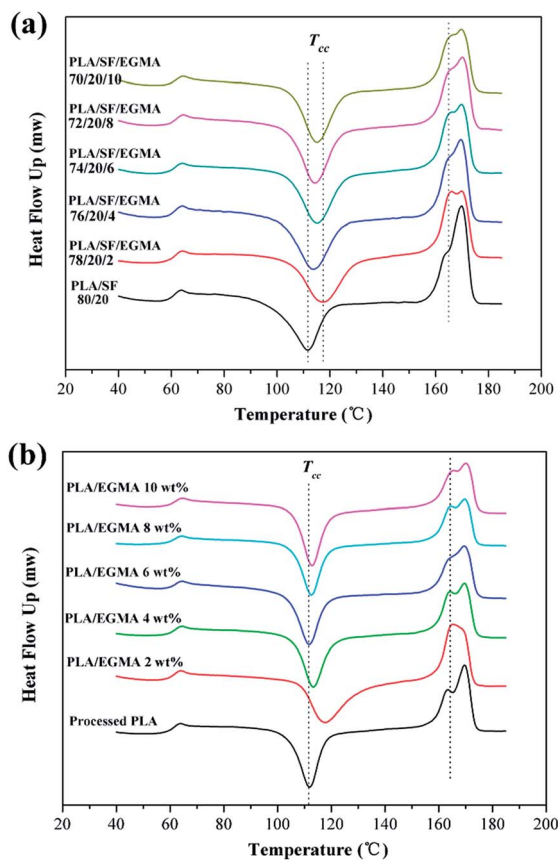 (a)
Tcc
PLA/SF/EGMA
70/20/10
PLA/SF/EGMA
72/20/8
PLA/SF/EGMA
74/20/6
PLA/SF/EGMA
76/20/4
PLA/SF/EGMA
78/20/2
PLA/SF
80/20
Heat Flow Up (mw)
20 40 60 80 100 120 140 160 180 200
Temperature (℃)
(b)
Tcc
PLA/EGMA 10 wt%
PLA/EGMA 8 wt%
PLA/EGMA 6 wt%
PLA/EGMA 4 wt%
PLA/EGMA 2 wt%
Processed PLA
Heat Flow Up (mw)
20 40 60 80 100 120 140 160 180 200
Temperature (℃)